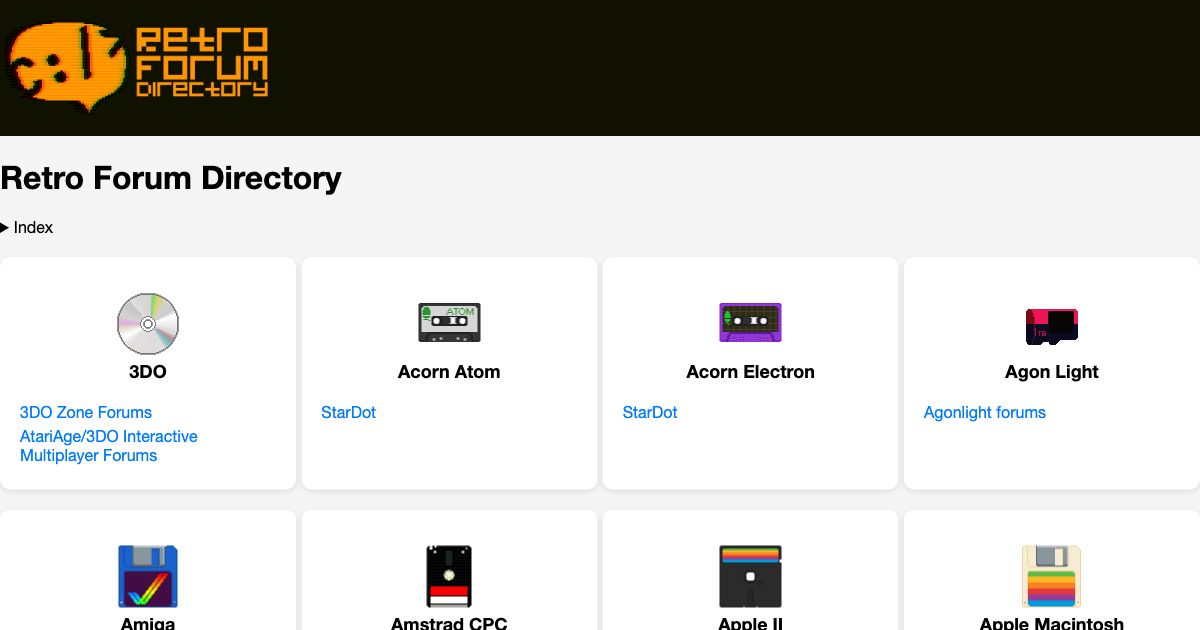 Retro
Forum
Directory
Retro Forum Directory
Index
ATOM
1TB
3DO
Acorn Atom
Acorn Electron
Agon Light
3DO Zone Forums
StarDot
StarDot
Agonlight forums
AtariAge/3DO Interactive
Multiplayer Forums
Amiga
Amstrad CPC
Apple II
Apple Macintosh